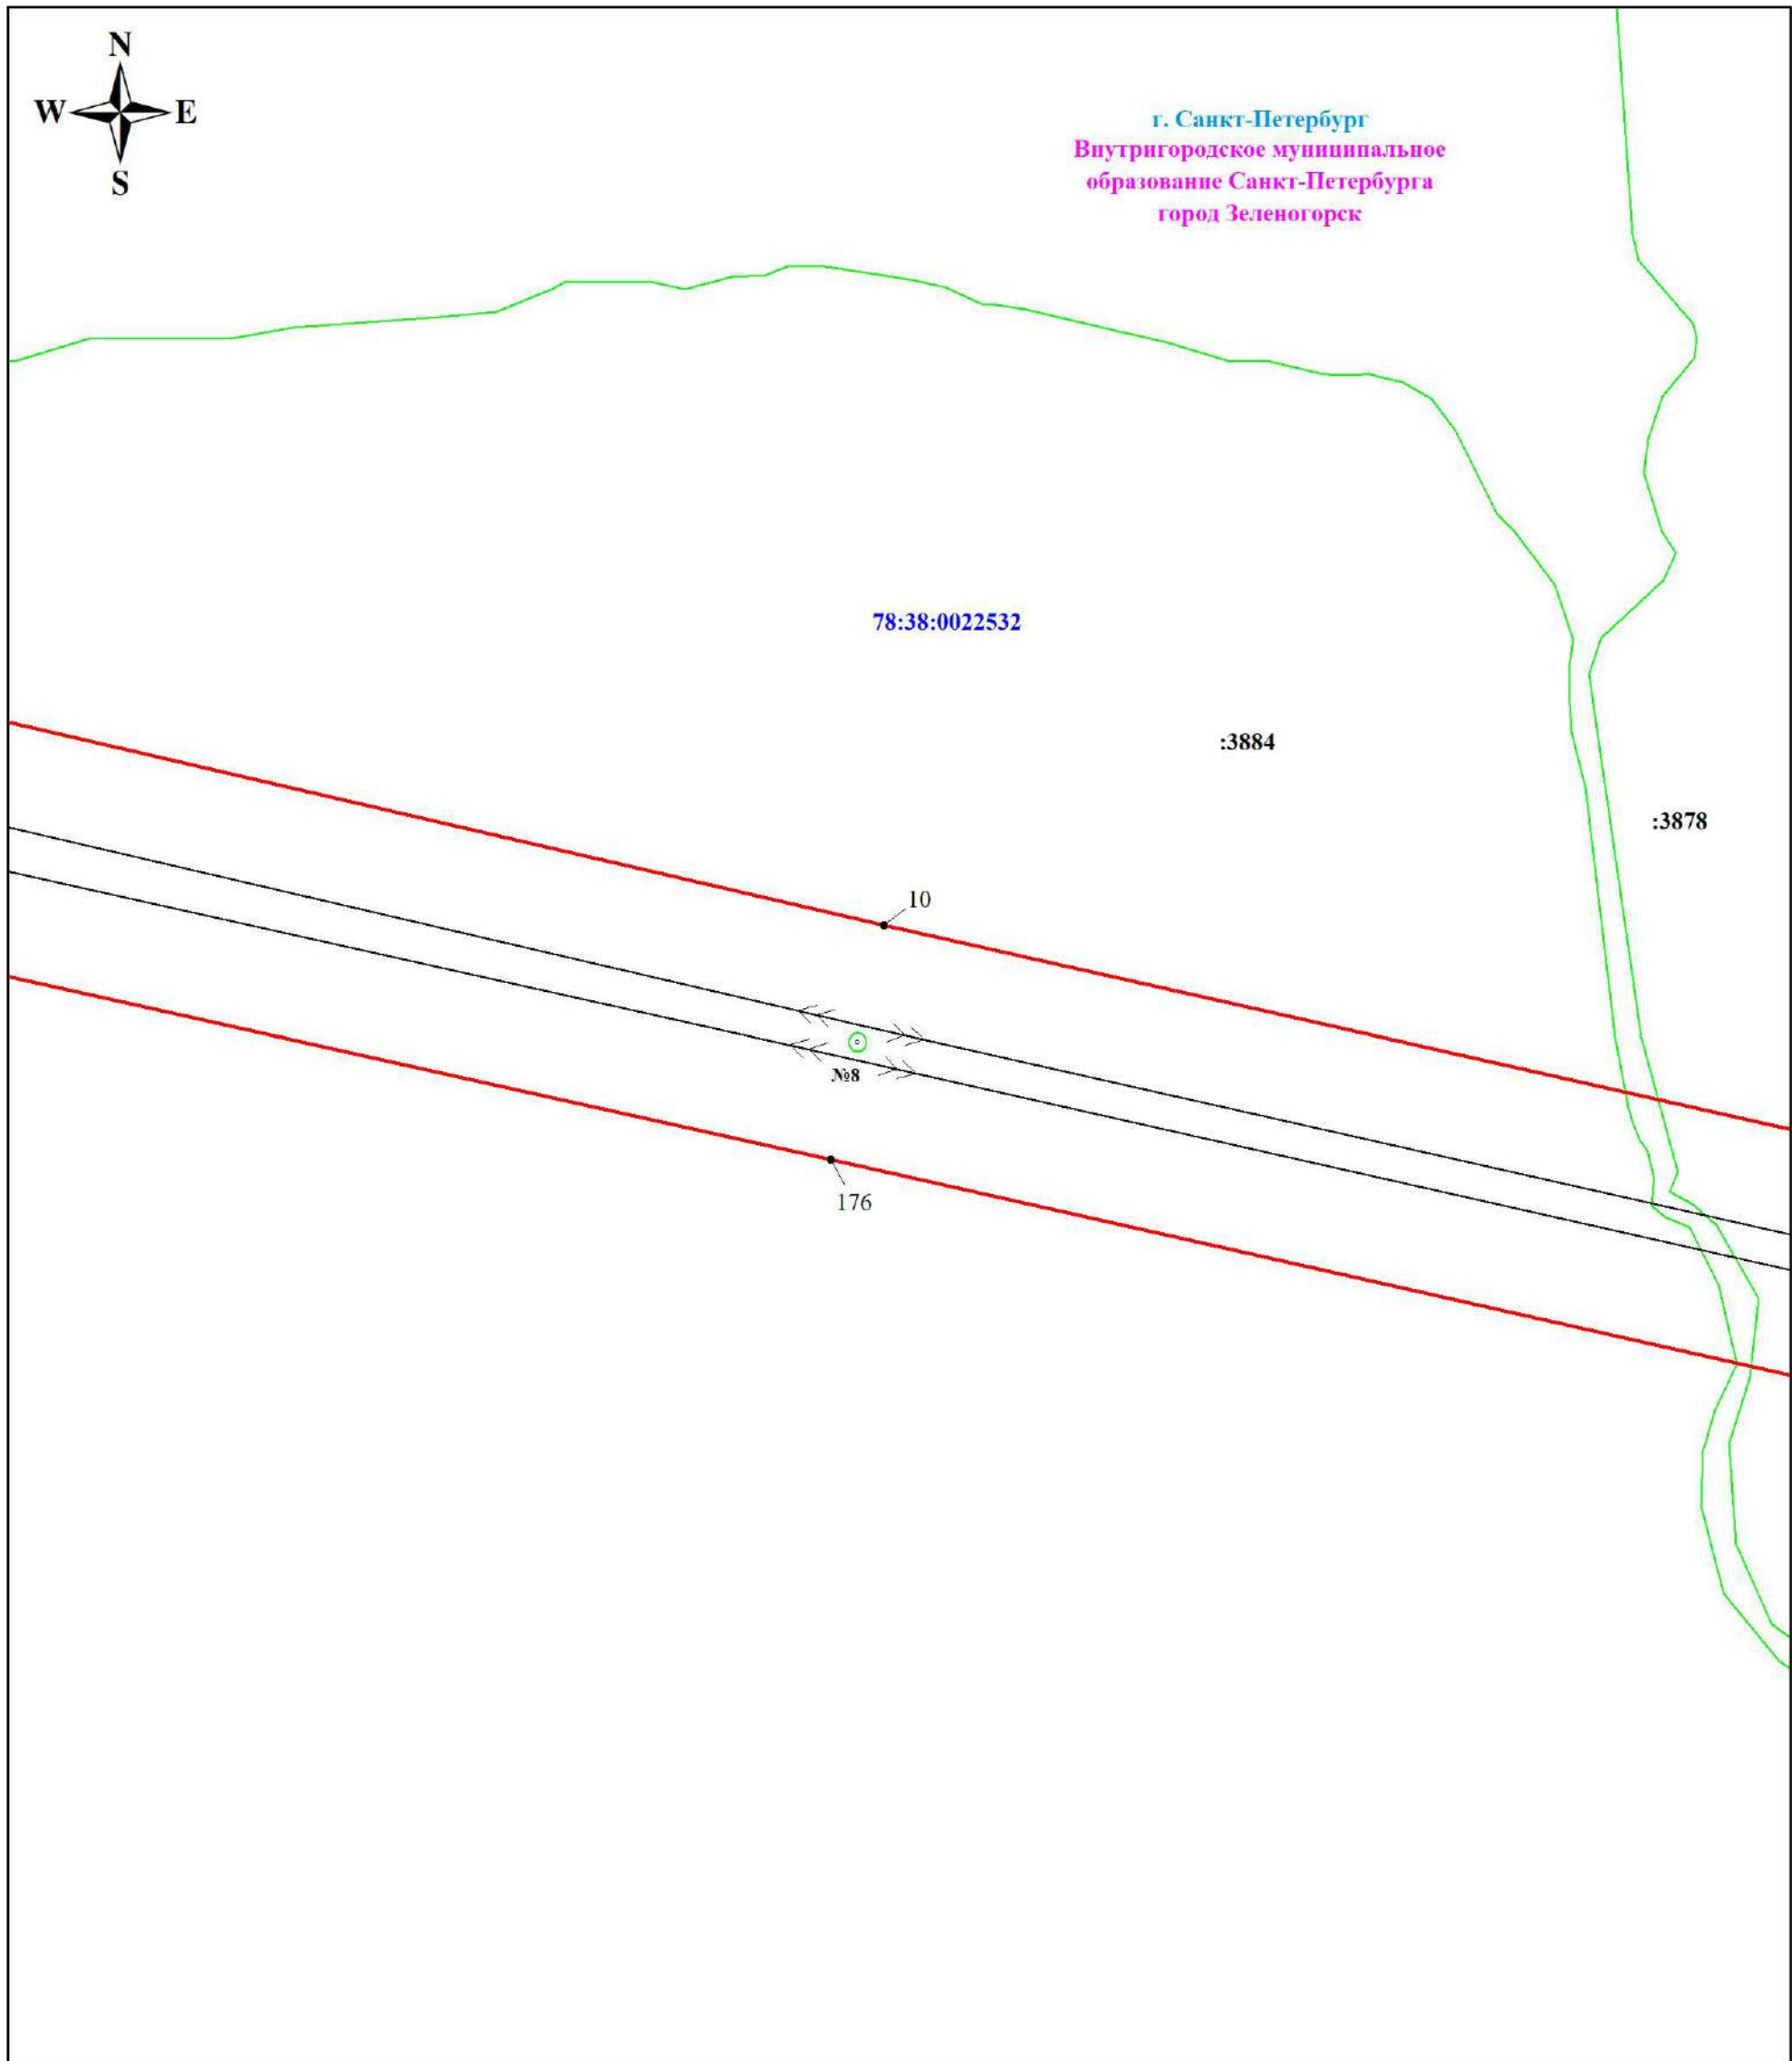 N
W E
S
г. Санкт-Петербург
Внутригородское муниципальное
образование Санкт-Петербурга
город Зеленогорск
78:38:0022532
:3884
:3878
10
№8
176